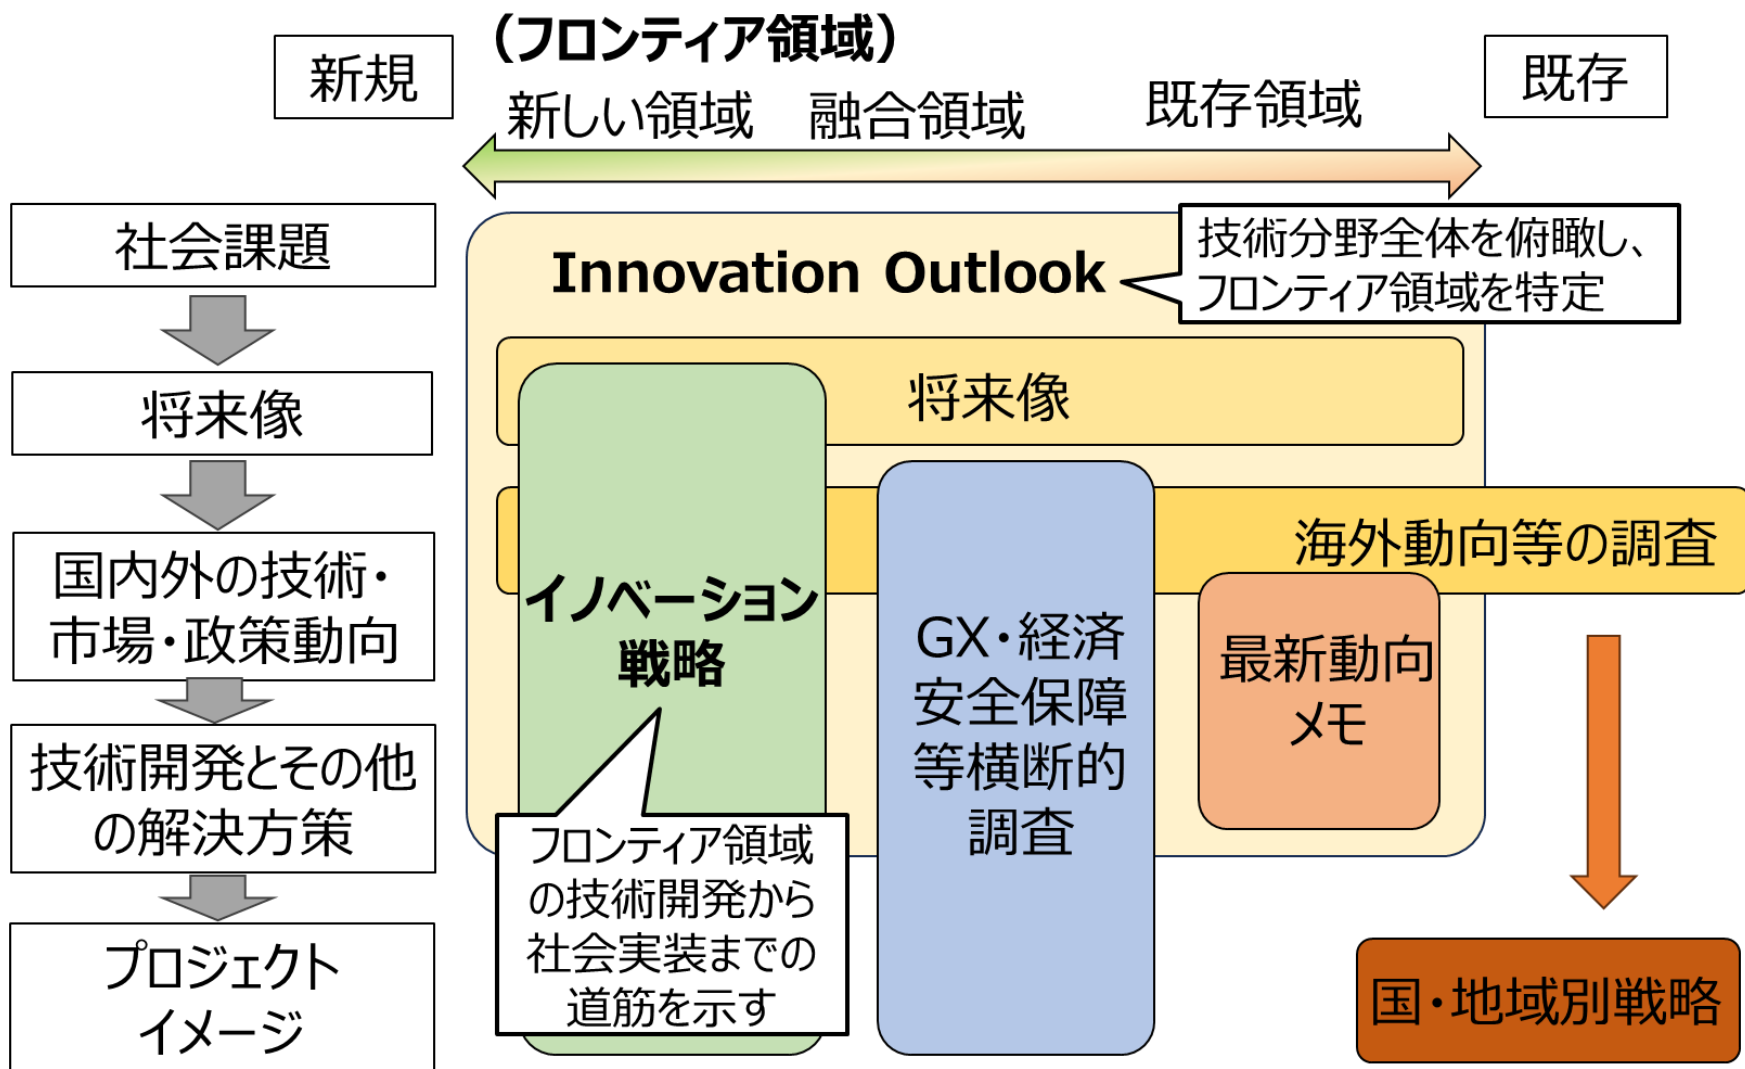 （フロンティア領域）
新規
既存
新しい領域
融合領域
既存領域
社会課題
将来像
国内外の技術・
市場・政策動向
技術開発とその他
の解決方策
プロジェクト
イメージ
Innovation Outlook
技術分野全体を俯瞰し、
フロンティア領域を特定
将来像
海外動向等の調査
イノベーション
戦略
フロンティア領域
の技術開発から
社会実装までの
道筋を示す
GX・経済
安全保障
等横断的
調査
最新動向
メモ
国・地域別戦略